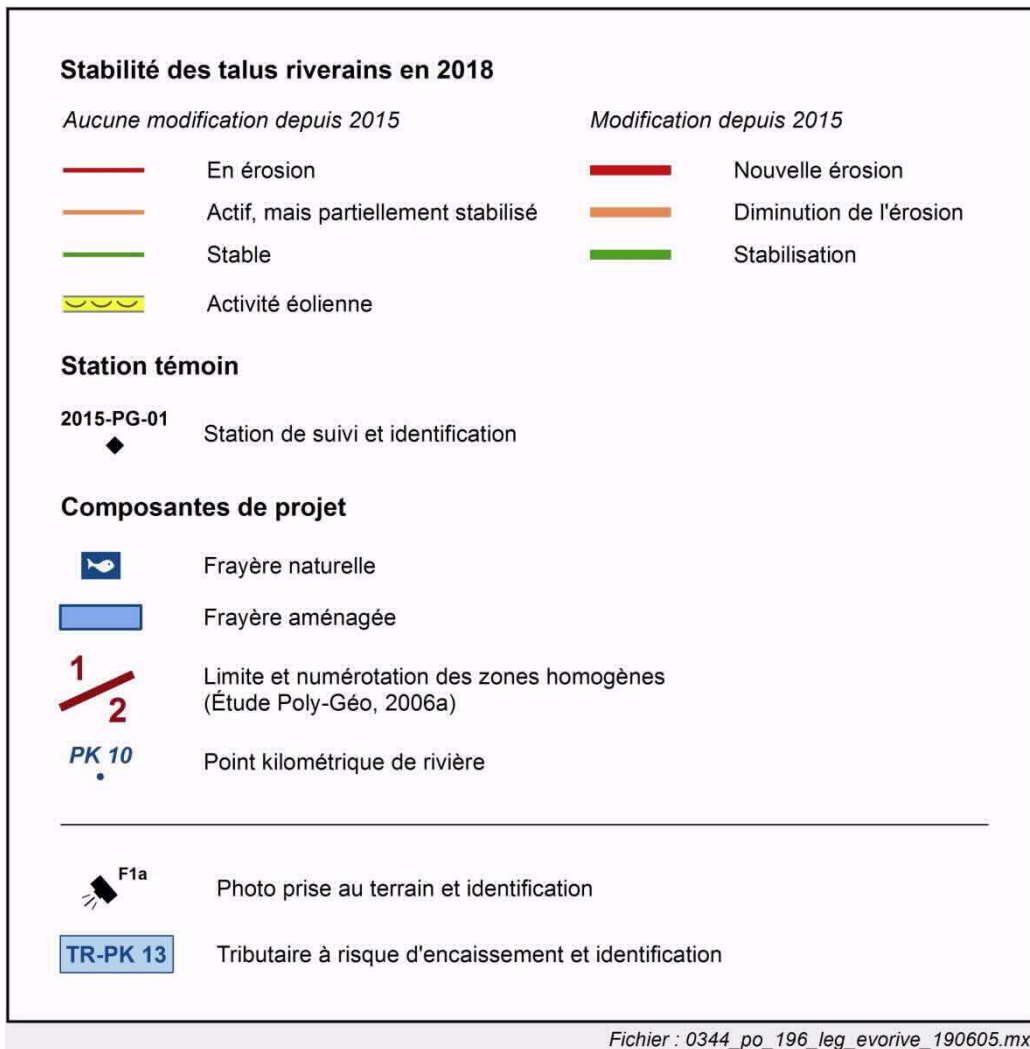 Stabilité des talus riverains en 2018
Aucune modification depuis 2015
Modification depuis 2015
En érosion
Nouvelle érosion
Actif, mais partiellement stabilisé
Diminution de l'érosion
Stable
Stabilisation
Activité éolienne
Station témoin
2015-PG-01
Station de suivi et identification
Composantes de projet
Frayère naturelle
Frayère aménagée
1
2
Limite et numérotation des zones homogènes
(Étude Poly-Géo, 2006a)
PK 10
Point kilométrique de rivière
F1a
Photo prise au terrain et identification
TR-PK 13
Tributaire à risque d'encaissement et identification
Fichier : 0344_po_196_leg_evorive_190605.mx